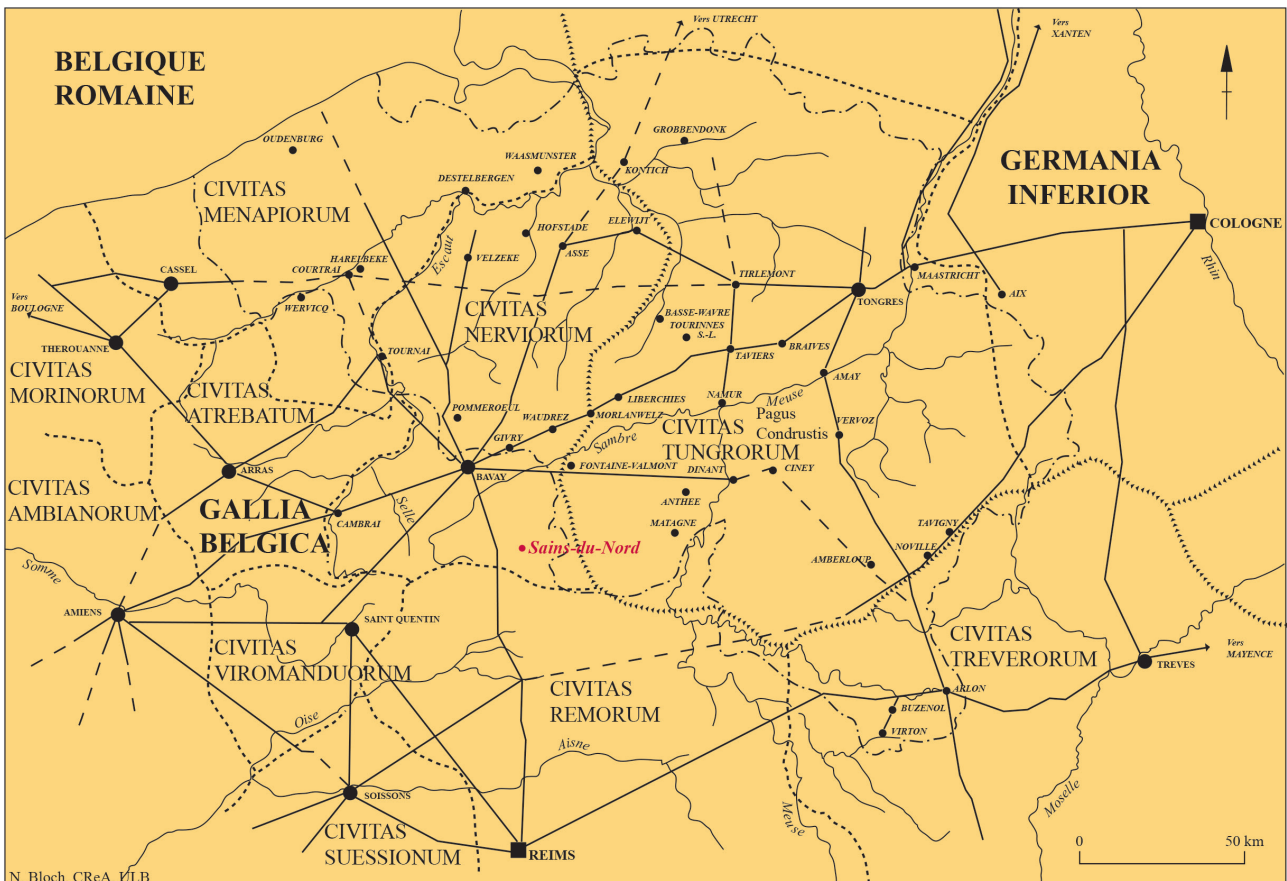 BELGIQUE
ROMAINE
Vers UTRECHT
Vers
XANTEN
OUDENBURG
GROBBENDONK
WAASMUNSTER
KONTICH
DESTELBERGEN
GERMANIA
INFERIOR
CIVITAS
MENAPIORUM
COLOGNE
Rhin
HOFSTADE
ELEWIJT
ASSE
Escaut
VELZEKE
HARELBEKE
COURTRAI
CASSEL
WERVICQ
TIRLEMONT
MAASTRICHT
TONGRES
AIX
Vers
BOULOGNE
THEROUANNE
CIVITAS
NERVIORUM
BASSE-WAVRE
TOURINNES
S.-L.
TAVIERS
BRAIVES
TOURNAI
CIVITAS
MORINORUM
CIVITAS
ATREBATUM
AMAY
LIBERCHIES
NAMUR
Meuse
POMMEROEUL
WAUDREZ
MORLANWELZ
Pagus
Condrustis
VERVOZ
GIVRY
Sambre
CIVITAS
TUNGRORUM
ARRAS
BAVAY
FONTAINE-VALMONT
DINANT
CINEY
CIVITAS
AMBIANORUM
GALLIA
BELGICA
CAMBRAI
Selle
ANTHEE
MATAGNE
TAVIGNY
NOVILLE
Sains-du-Nord
AMBERLOUP
Somme
AMIENS
SAINT QUENTIN
CIVITAS
VIROMANDUORUM
CIVITAS
TREVERORUM
TREVES
Vers
MAYENCE
CIVITAS
REMORUM
ARLON
BUZENOL
VIRTON
Oise
Aisne
SOISSONS
Meuse
Moselle
CIVITAS
SUESSIONUM
REIMS
0
50 km
N. Bloch, CReA, ULB